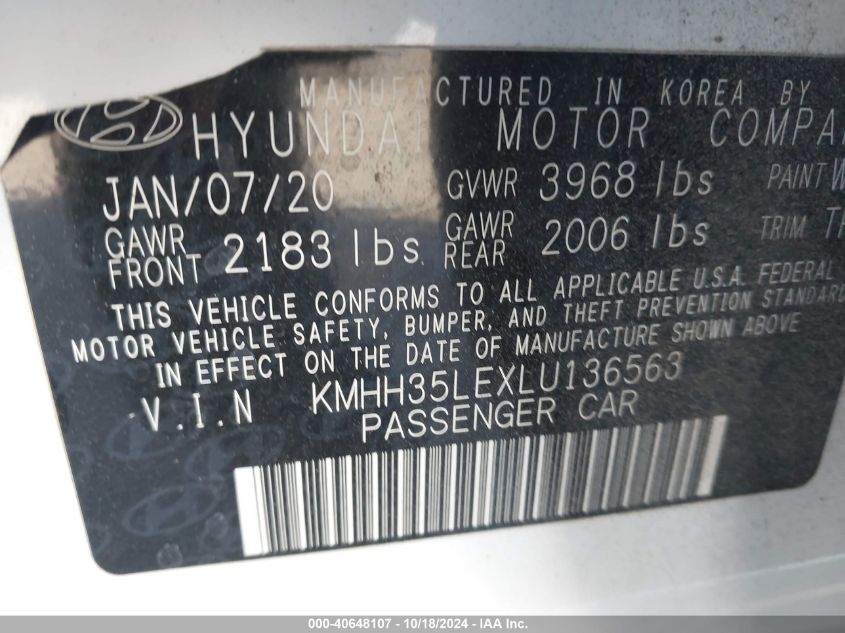 MANUFACTURED IN KOREA BY
HYUNDAI MOTOR COMPA
JAN/07/20 GVWR 3968 lbs PAINT W
GAWR FRONT 2183 lbs GAWR REAR 2006 lbs TRIM
THIS VEHICLE CONFORMS TO ALL APPLICABLE U.S.A. FEDERAL
MOTOR VEHICLE SAFETY, BUMPER, AND THEFT PREVENTION STANDARD
IN EFFECT ON THE DATE OF MANUFACTURE SHOWN ABOVE
V.I.N KMHH35LEXLU136563
PASSENGER CAR
000-40648107 - 10/18/2024 - IAA Inc.